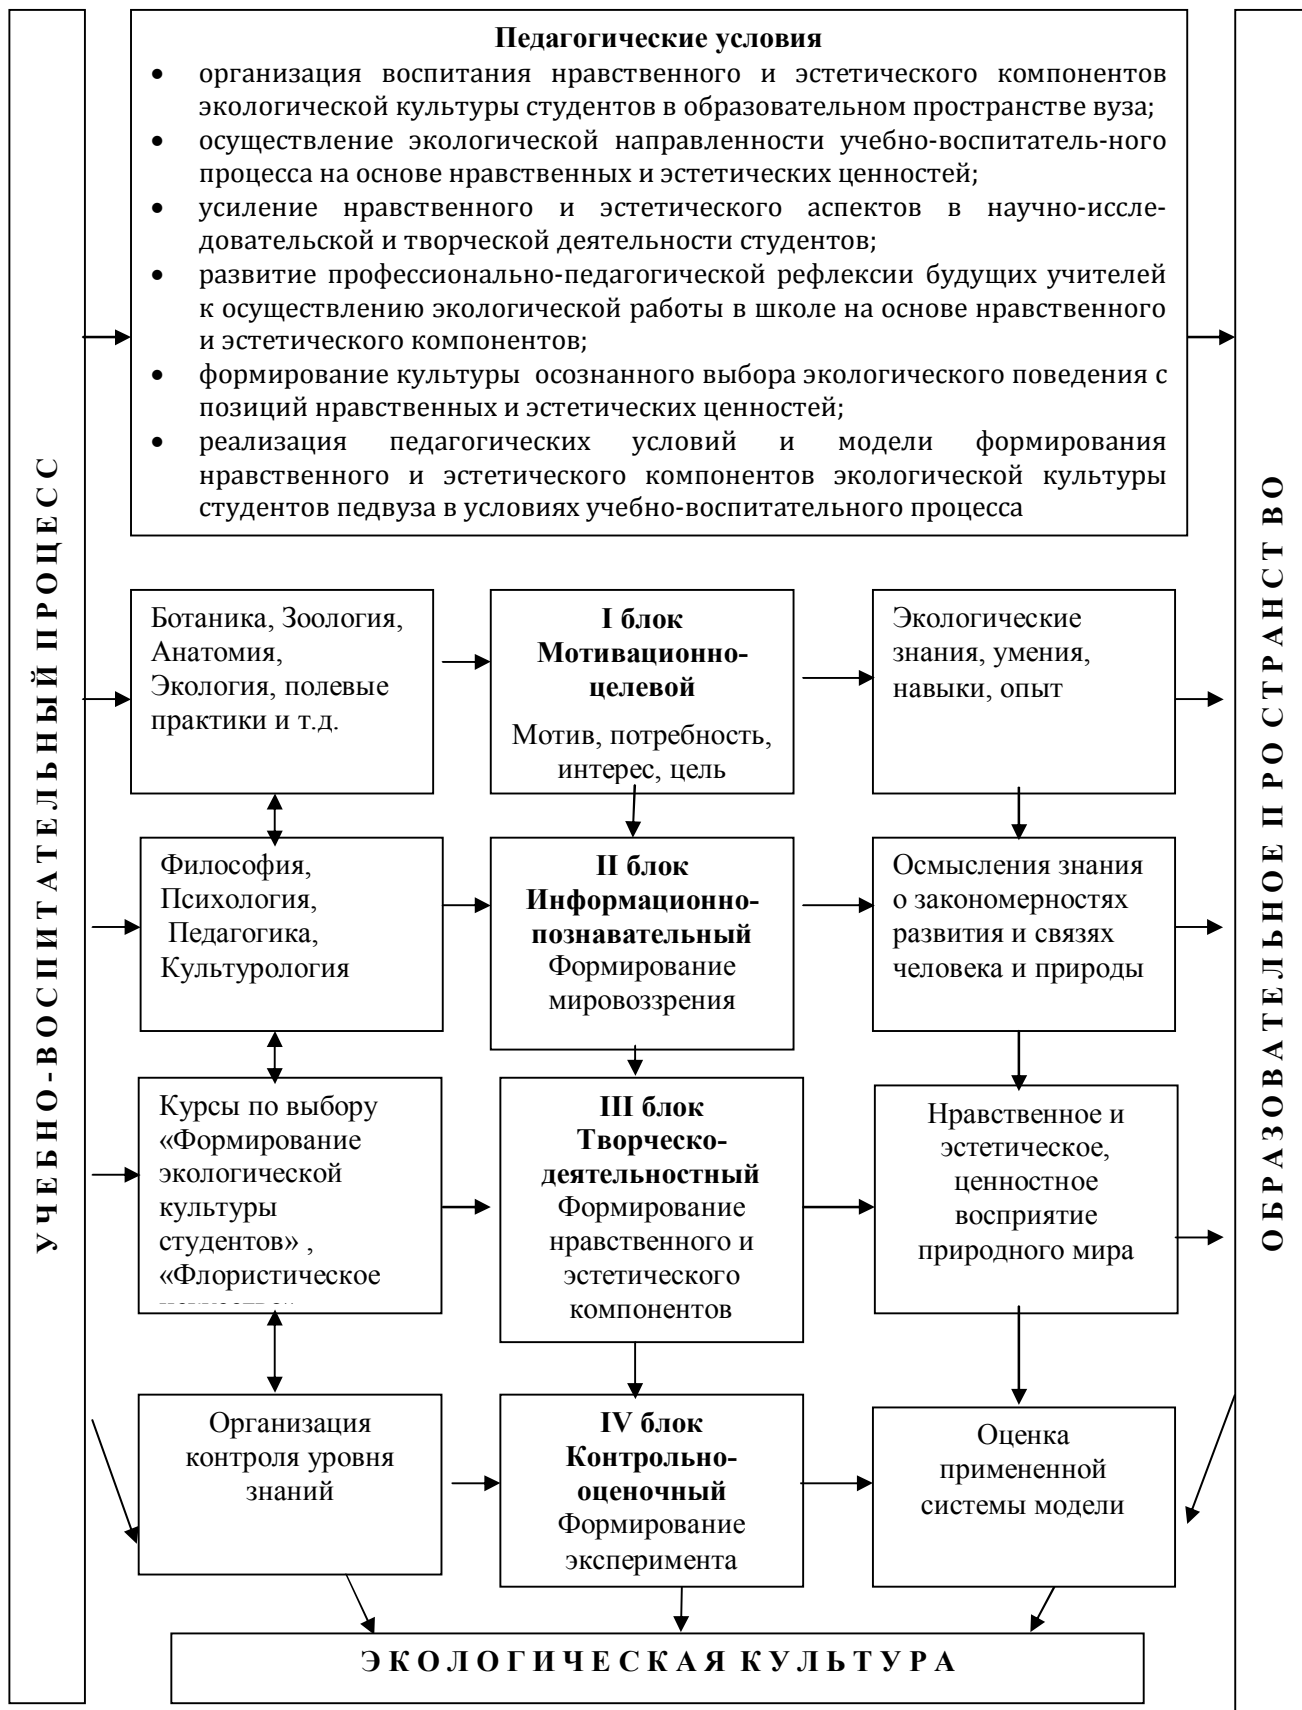 УЧЕБНО-ВОСПИТАТЕЛЬНЫЙ ПРОЦЕСС
Педагогические условия
• организация воспитания нравственного и эстетического компонентов
экологической культуры студентов в образовательном пространстве вуза;
• осуществление экологической направленности учебно-воспитатель-ного
процесса на основе нравственных и эстетических ценностей;
• усиление нравственного и эстетического аспектов в научно-иссле-
довательской и творческой деятельности студентов;
• развитие профессионально-педагогической рефлексии будущих учителей
к осуществлению экологической работы в школе на основе нравственного
и эстетического компонентов;
• формирование культуры осознанного выбора экологического поведения с
позиций нравственных и эстетических ценностей;
• реализация педагогических условий и модели формирования
нравственного и эстетического компонентов экологической культуры
студентов педвуза в условиях учебно-воспитательного процесса
Ботаника, Зоология,
Анатомия,
Экология, полевые
практики и т.д.
I блок
Мотивационно-
целевой
Мотив, потребность,
интерес, цель
Экологические
знания, умения,
навыки, опыт
Философия,
Психология,
Педагогика,
Культурология
II блок
Информационно-
познавательный
Формирование
мировоззрения
Осмысления знания
о закономерностях
развития и связях
человека и природы
Курсы по выбору
«Формирование
экологической
культуры
студентов» ,
«Флористическое
III блок
Творческо-
деятельностный
Формирование
нравственного и
эстетического
компонентов
Нравственное и
эстетическое,
ценностное
восприятие
природного мира
Организация
контроля уровня
знаний
IV блок
Контрольно-
оценочный
Формирование
эксперимента
Оценка
примененной
системы модели
ЭКОЛОГИЧЕСКАЯ КУЛЬТУРА
ОБРАЗОВАТЕЛЬНОЕ ПРОСТРАНСТВО